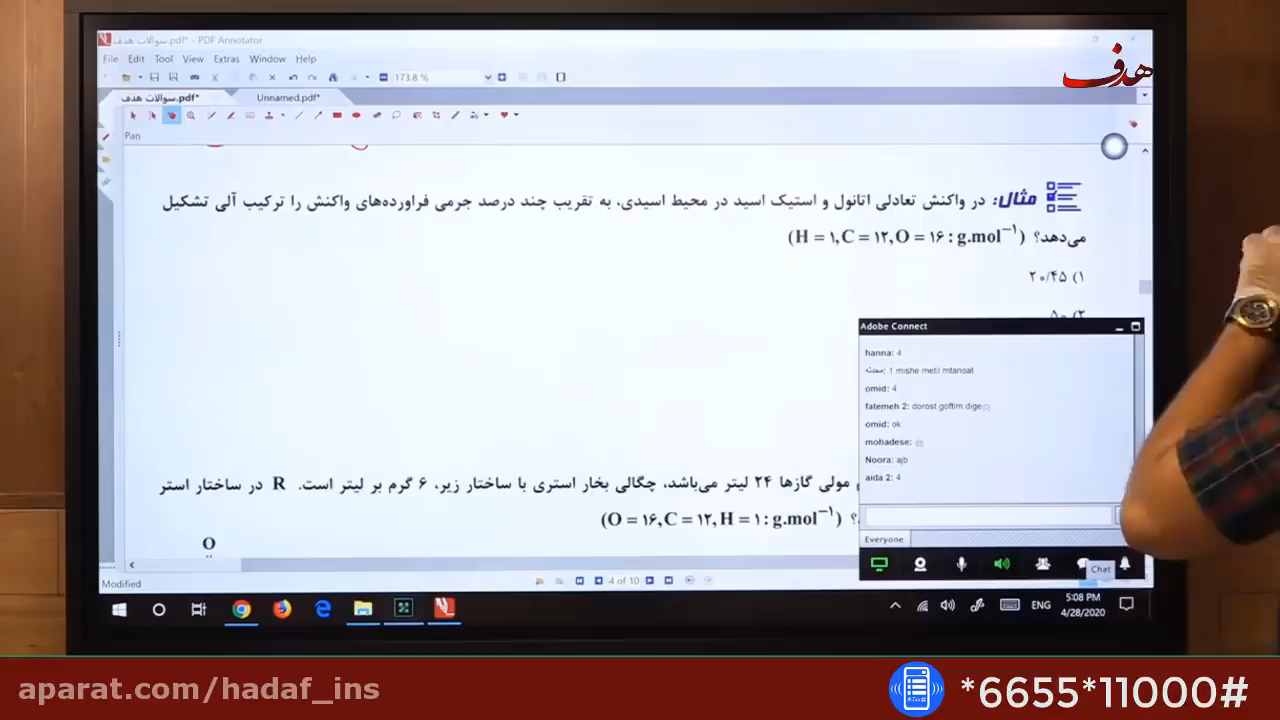 سوالات هدف.pdf* - PDF Annotator
File Edit Tool View Extras Window Help
173.8 %
سوالات هدف.pdf* Unnamed.pdf*
Pan
هدف
مثال: در واکنش تعادلی اتانول و استیک اسید در محیط اسیدی، به تقریب چند درصد جرمی فراورده‌های واکنش را ترکیب آلی تشکیل
می‌دهد؟ (H = ۱,C = ۱۲,O = ۱۶ : g.mol⁻¹)
۱) ۲۰/۴۵
۲) ۵۰
Adobe Connect
hanna: 4
محدثه: 1 mishe metil mtanoat
omid: 4
fatemeh 2: dorost goftim dige
omid: ok
mohadese:
Noora: ajb
aida 2: 4
Everyone
Chat
مولی گازها ۲۴ لیتر می‌باشد، چگالی بخار استری با ساختار زیر، ۶ گرم بر لیتر است. R در ساختار استر
؟ (O = ۱۶,C = ۱۲,H = ۱ : g.mol⁻¹)
O
Modified
4 of 10
ENG
5:08 PM
4/28/2020
aparat.com/hadaf_ins
*6655*11000#